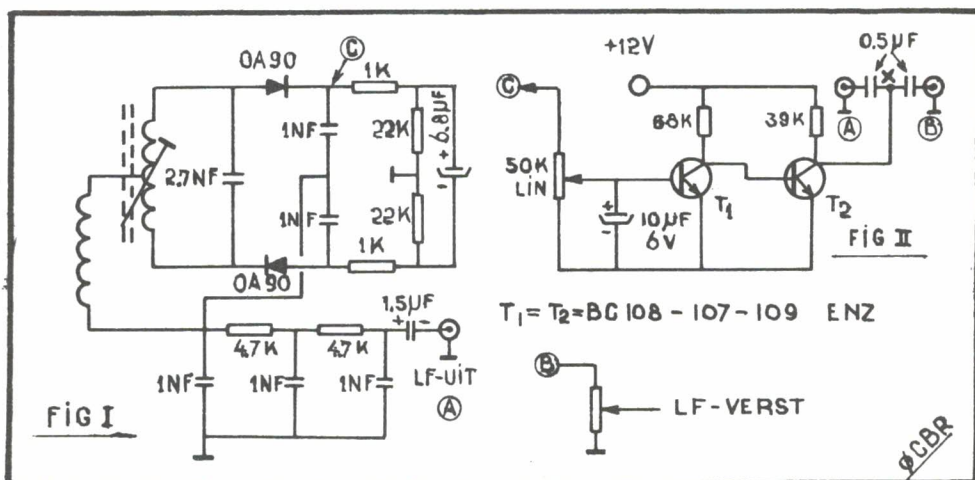 OA90
C
1K
1NF
22K
6.8µF
+
-
2.7NF
1NF
22K
1K
OA90
1.5µF
+ -
4.7K
4.7K
LF-UiT
A
1NF
1NF
1NF
FiG I
+12V
0.5µF
X
C
A
B
68K
39K
50K
LiN
T1
T2
+
-
10µF
6V
FiG II
T1 = T2 = BC 108 - 107 - 109 ENZ
B
LF-VERST
ØCBR